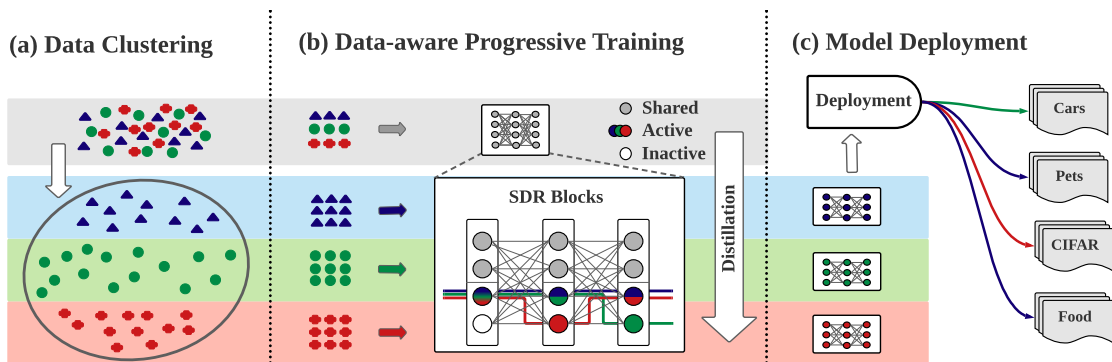 (a) Data Clustering
(b) Data-aware Progressive Training
(c) Model Deployment
Shared
Active
Inactive
SDR Blocks
Distillation
Deployment
Cars
Pets
CIFAR
Food